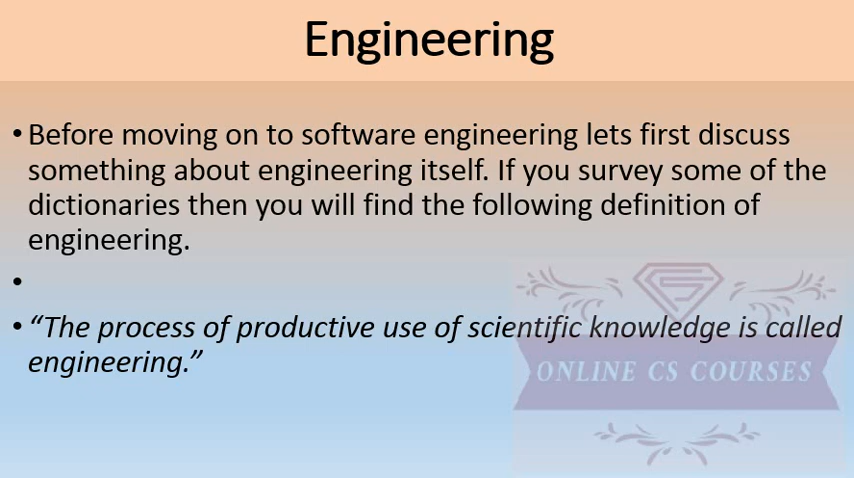 Engineering
• Before moving on to software engineering lets first discuss
something about engineering itself. If you survey some of the
dictionaries then you will find the following definition of
engineering.
•
• “The process of productive use of scientific knowledge is called
engineering.”
ONLINE CS COURSES